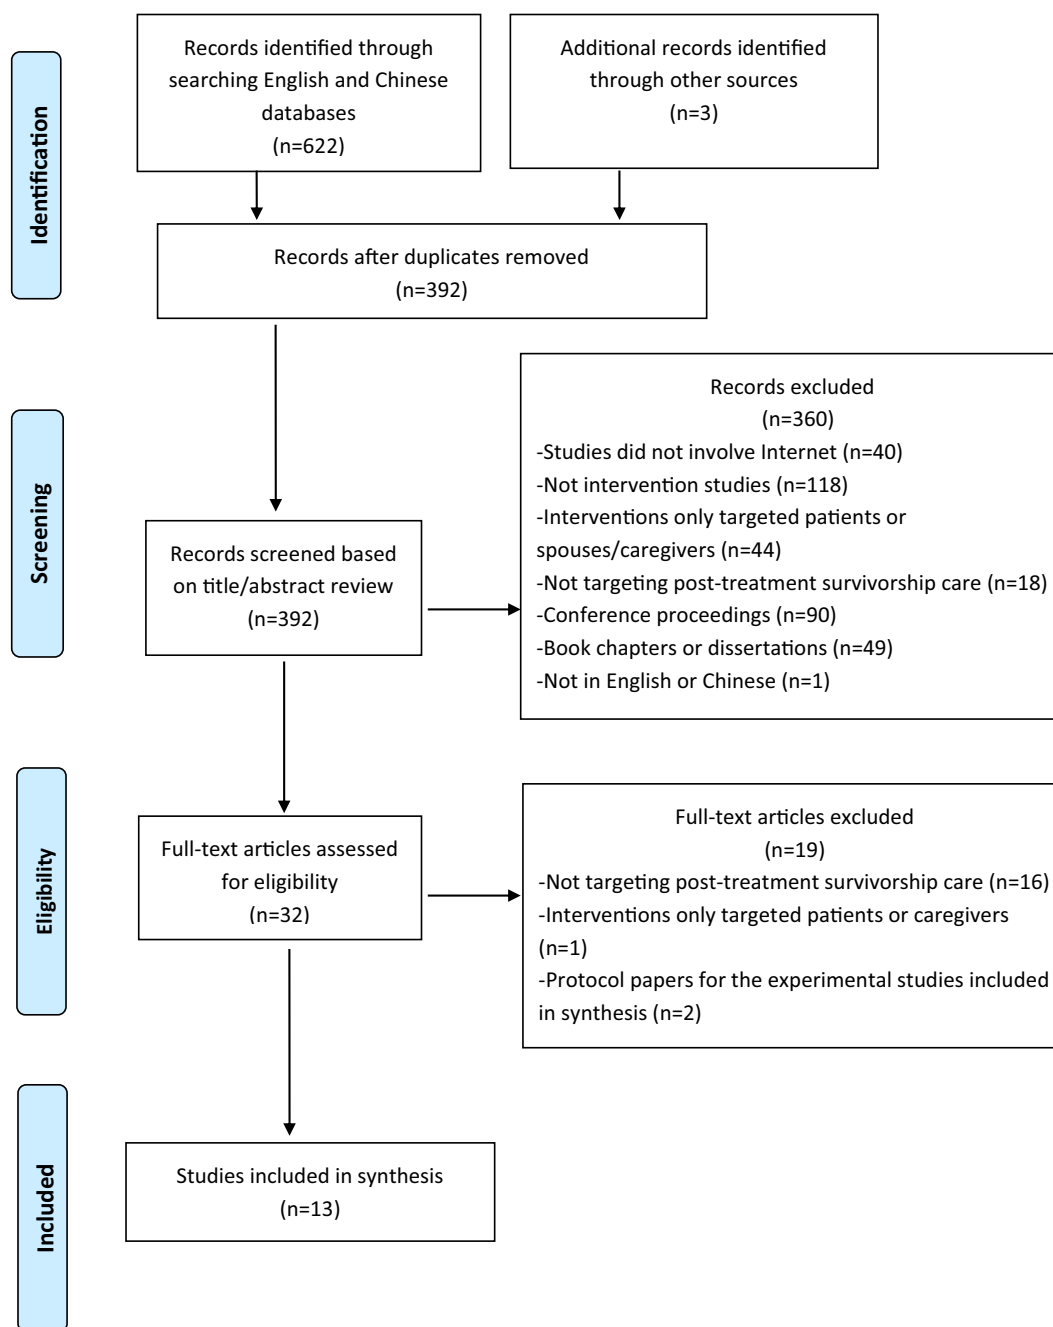 Identification
Records identified through
searching English and Chinese
databases
(n=622)
Additional records identified
through other sources
(n=3)
Records after duplicates removed
(n=392)
Screening
Records screened based
on title/abstract review
(n=392)
Records excluded
(n=360)
-Studies did not involve Internet (n=40)
-Not intervention studies (n=118)
-Interventions only targeted patients or
spouses/caregivers (n=44)
-Not targeting post-treatment survivorship care (n=18)
-Conference proceedings (n=90)
-Book chapters or dissertations (n=49)
-Not in English or Chinese (n=1)
Eligibility
Full-text articles assessed
for eligibility
(n=32)
Full-text articles excluded
(n=19)
-Not targeting post-treatment survivorship care (n=16)
-Interventions only targeted patients or caregivers
(n=1)
-Protocol papers for the experimental studies included
in synthesis (n=2)
Included
Studies included in synthesis
(n=13)